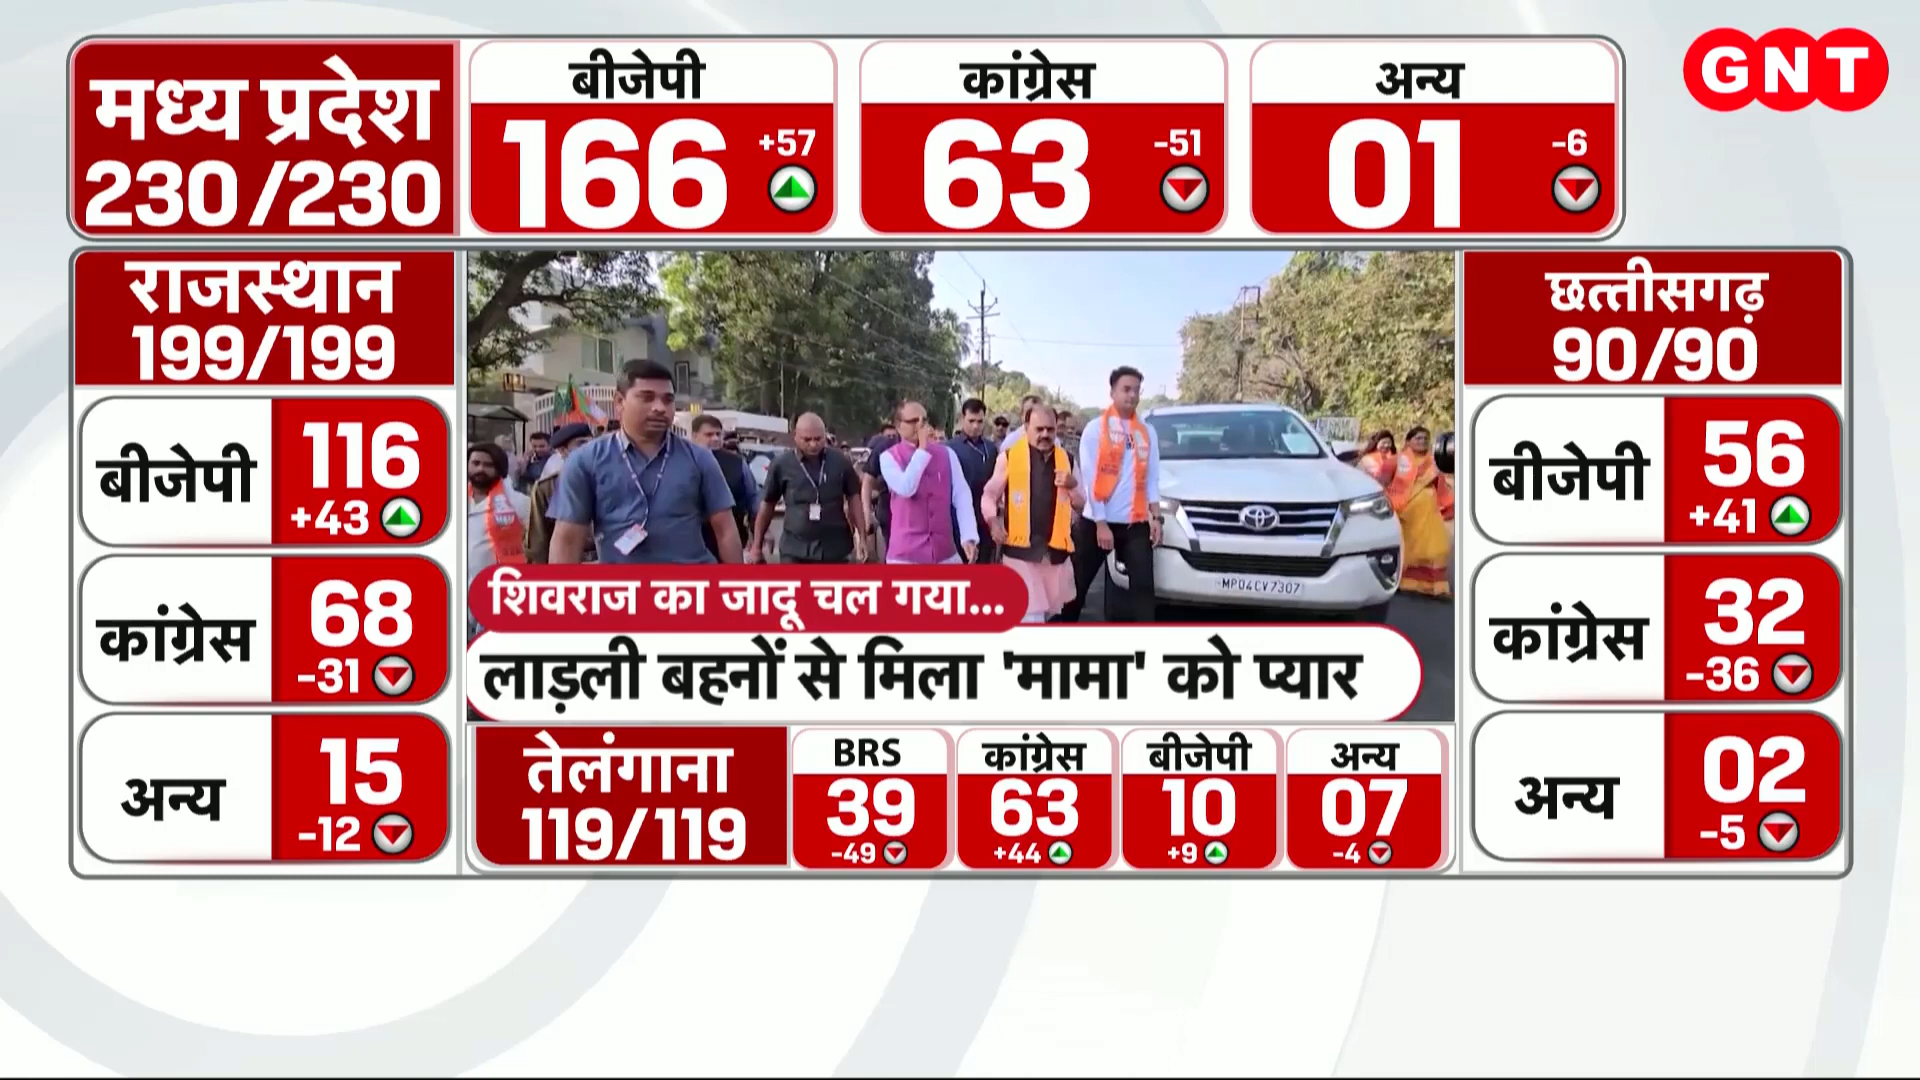 मध्य प्रदेश
230/230
बीजेपी
166
+57
कांग्रेस
63
-51
अन्य
01
-6
GNT
राजस्थान
199/199
बीजेपी
116
+43
कांग्रेस
68
-31
अन्य
15
-12
MP04CV7307
शिवराज का जादू चल गया...
लाड़ली बहनों से मिला 'मामा' को प्यार
तेलंगाना
119/119
BRS
39
-49
कांग्रेस
63
+44
बीजेपी
10
+9
अन्य
07
-4
छत्तीसगढ़
90/90
बीजेपी
56
+41
कांग्रेस
32
-36
अन्य
02
-5